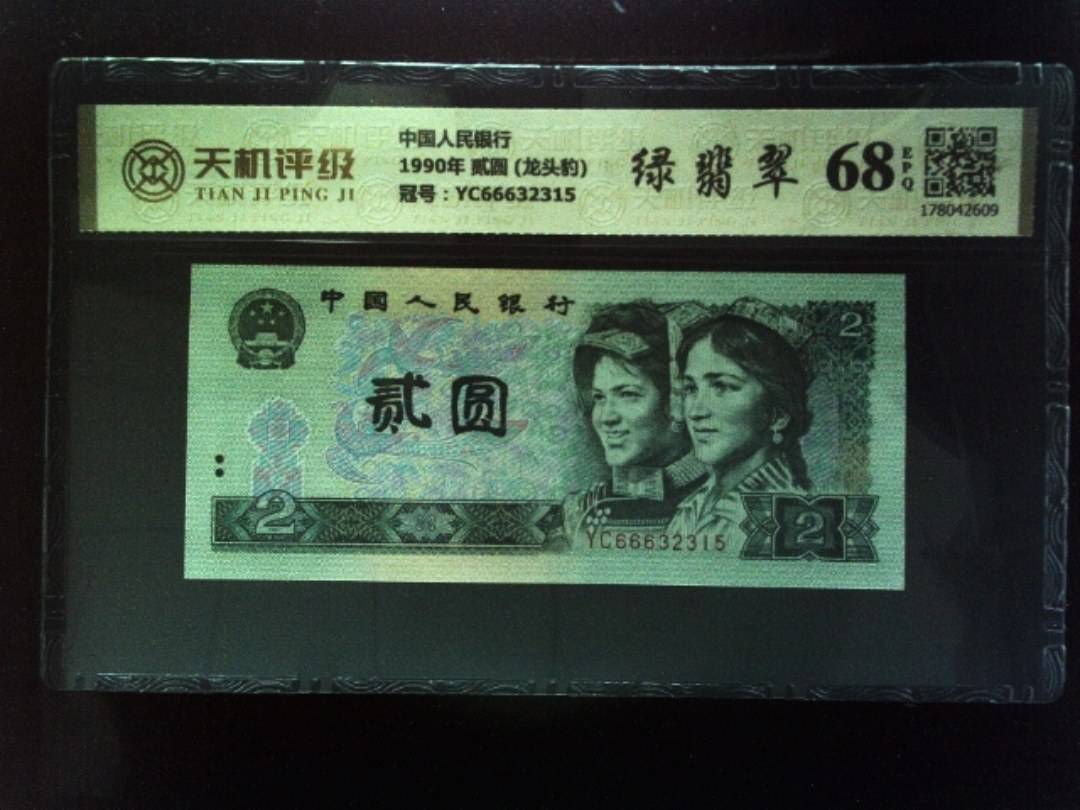 天机评级
TIAN JI PING JI
中国人民银行
1990年 贰圆 (龙头豹)
冠号：YC66632315
绿翡翠
68
EPQ
178042609
中国人民银行
2
贰圆
2
YC66632315
2